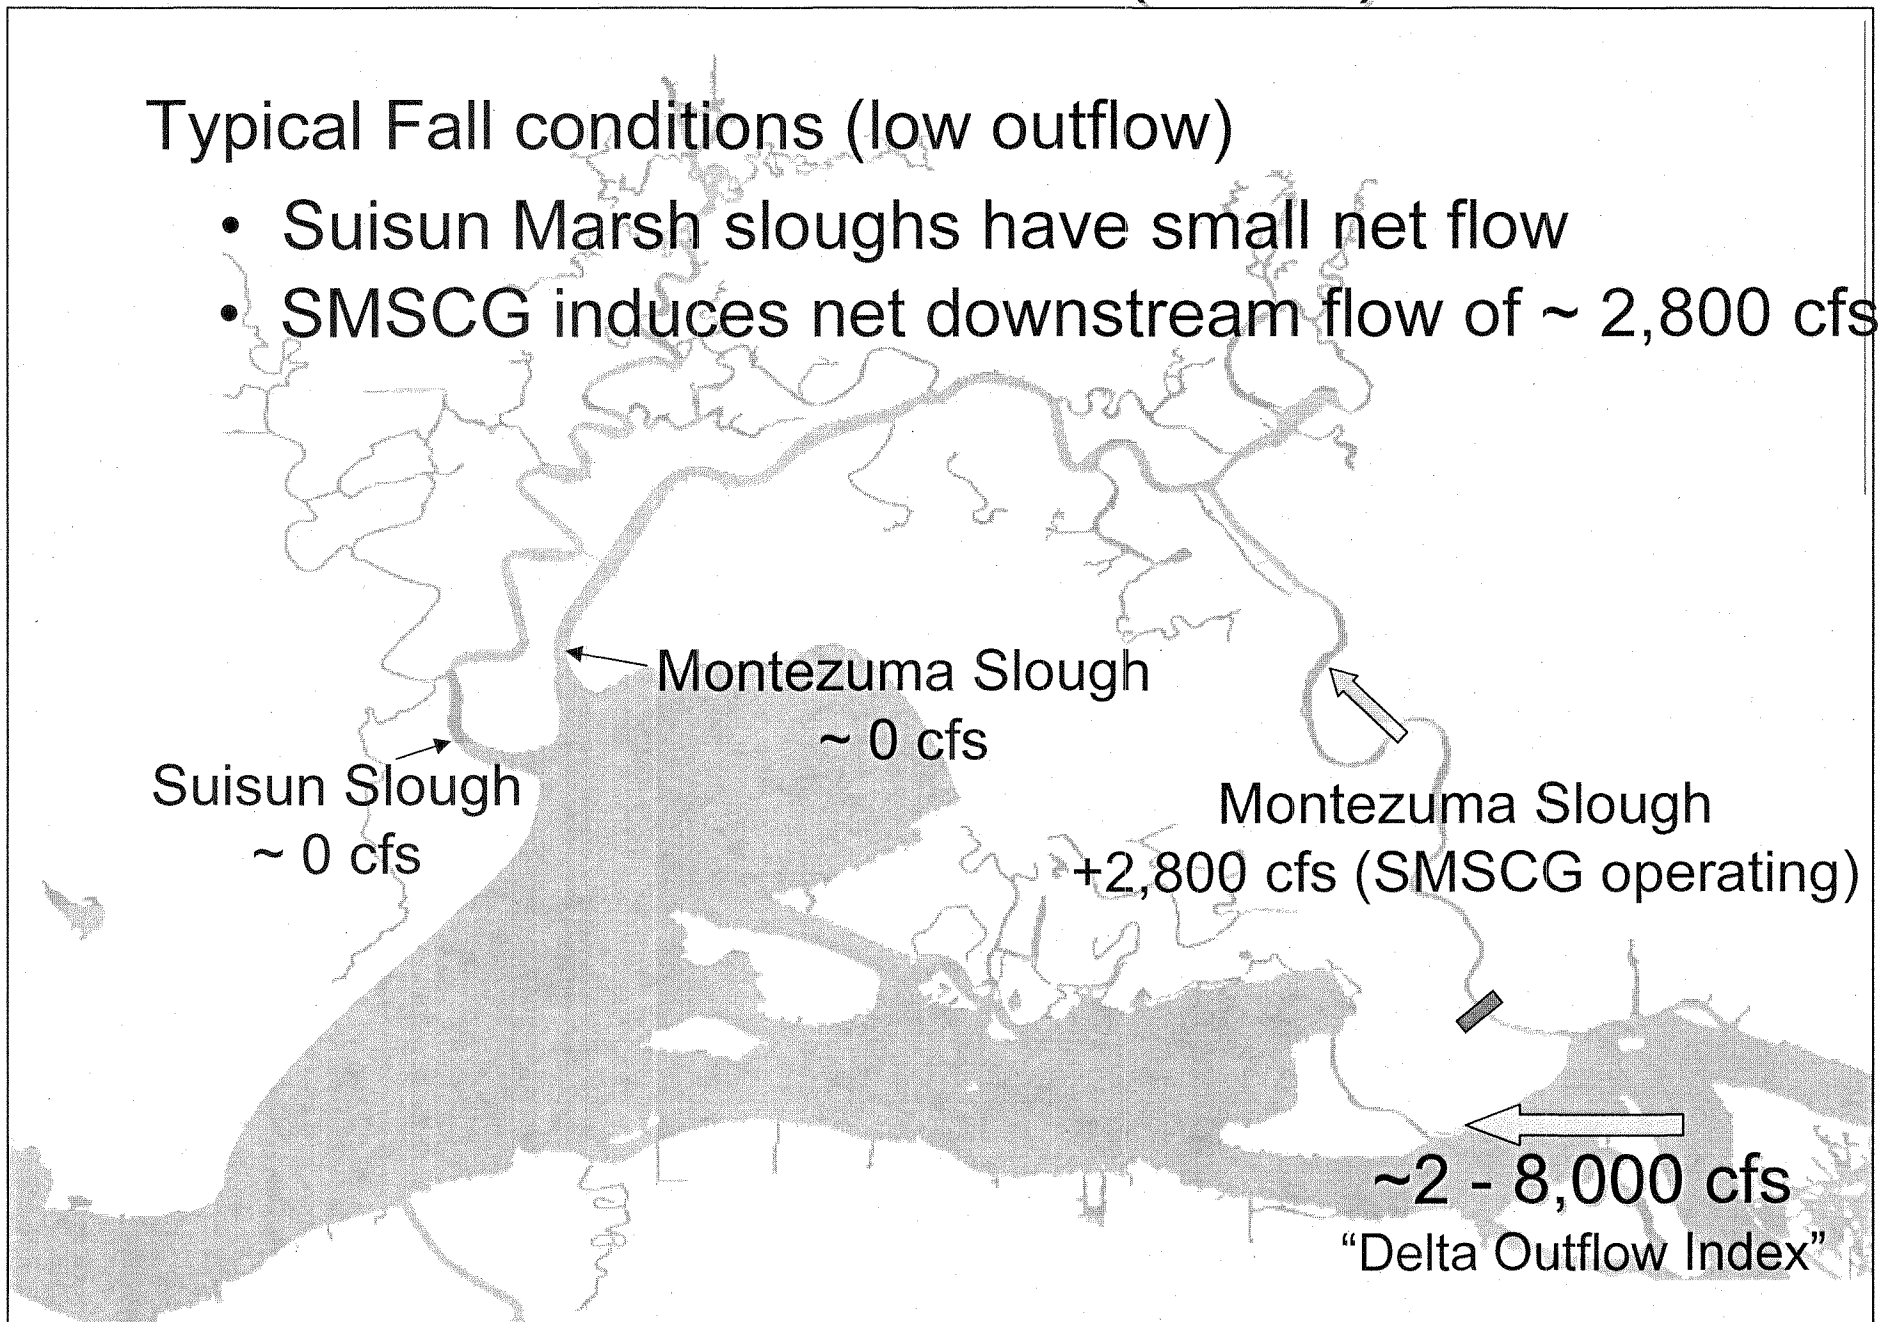 Typical Fall conditions (low outflow)
• Suisun Marsh sloughs have small net flow
• SMSCG induces net downstream flow of ~ 2,800 cfs
Montezuma Slough
~ 0 cfs
Suisun Slough
~ 0 cfs
Montezuma Slough
+2,800 cfs (SMSCG operating)
~2 - 8,000 cfs
“Delta Outflow Index”